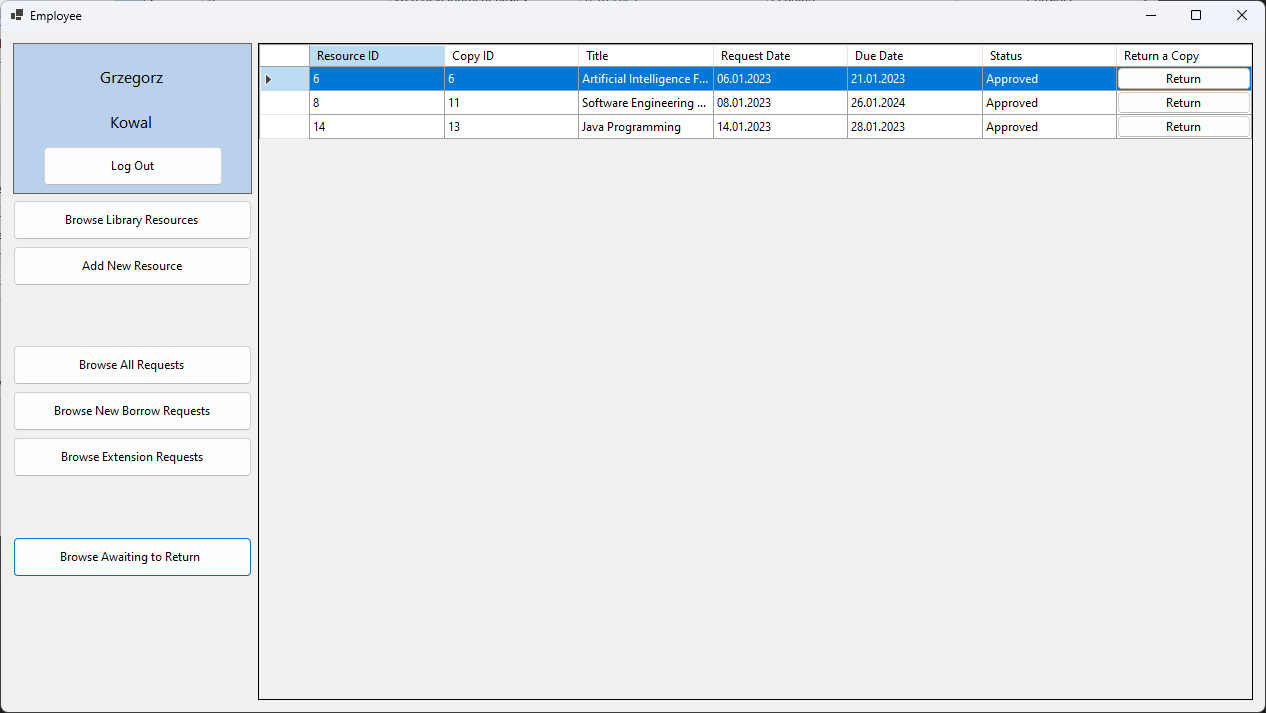 Employee
Grzegorz
Kowal
Log Out
Browse Library Resources
Add New Resource
Browse All Requests
Browse New Borrow Requests
Browse Extension Requests
Browse Awaiting to Return
Resource ID Copy ID Title Request Date Due Date Status Return a Copy
6 6 Artificial Intelligence F... 06.01.2023 21.01.2023 Approved Return
8 11 Software Engineering ... 08.01.2023 26.01.2024 Approved Return
14 13 Java Programming 14.01.2023 28.01.2023 Approved Return